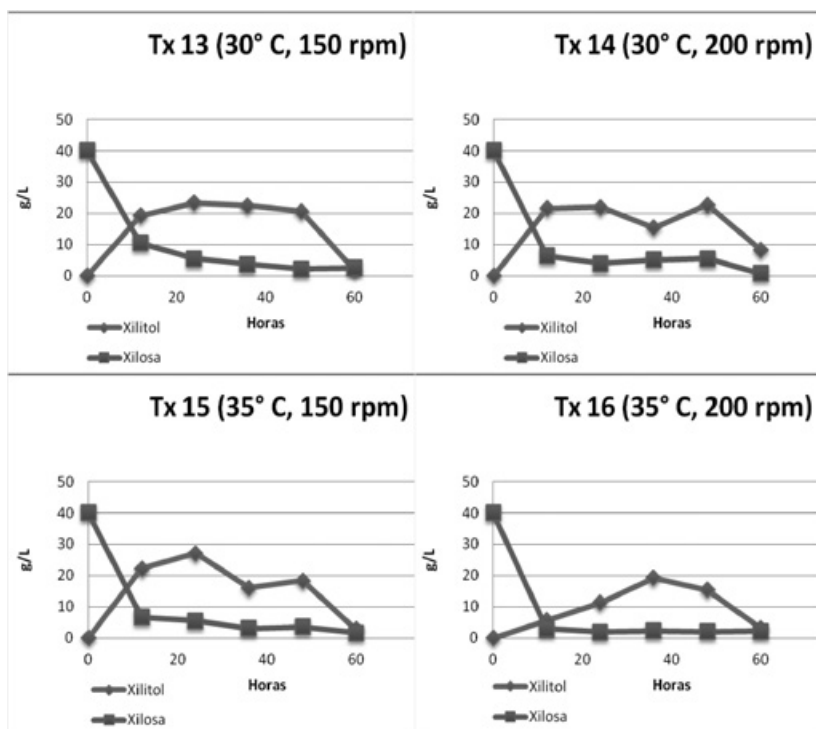 Tx 13 (30° C, 150 rpm)
50
40
30
20
10
0
g/L
0
20
40
60
Horas
Xilitol
Xilosa
Tx 14 (30° C, 200 rpm)
50
40
30
20
10
0
g/L
0
20
40
60
Horas
Xilitol
Xilosa
Tx 15 (35° C, 150 rpm)
50
40
30
20
10
0
g/L
0
20
40
60
Horas
Xilitol
Xilosa
Tx 16 (35° C, 200 rpm)
50
40
30
20
10
0
g/L
0
20
40
60
Horas
Xilitol
Xilosa